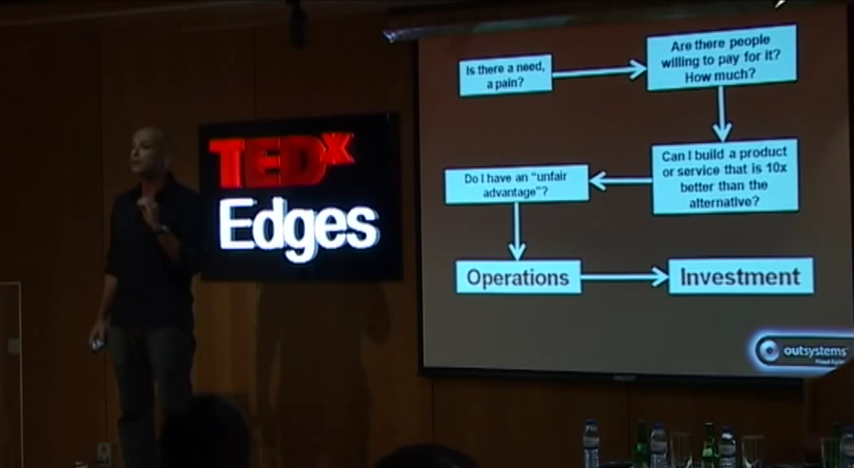 TEDx
Edges
Is there a need,
a pain?
Are there people
willing to pay for it?
How much?
Can I build a product
or service that is 10x
better than the
alternative?
Do I have an "unfair
advantage"?
Operations
Investment
outsystems